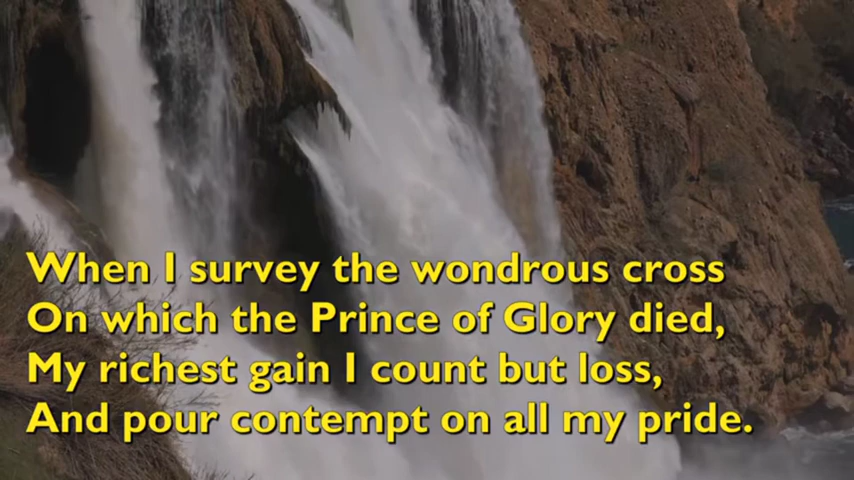 When I survey the wondrous cross
On which the Prince of Glory died,
My richest gain I count but loss,
And pour contempt on all my pride.